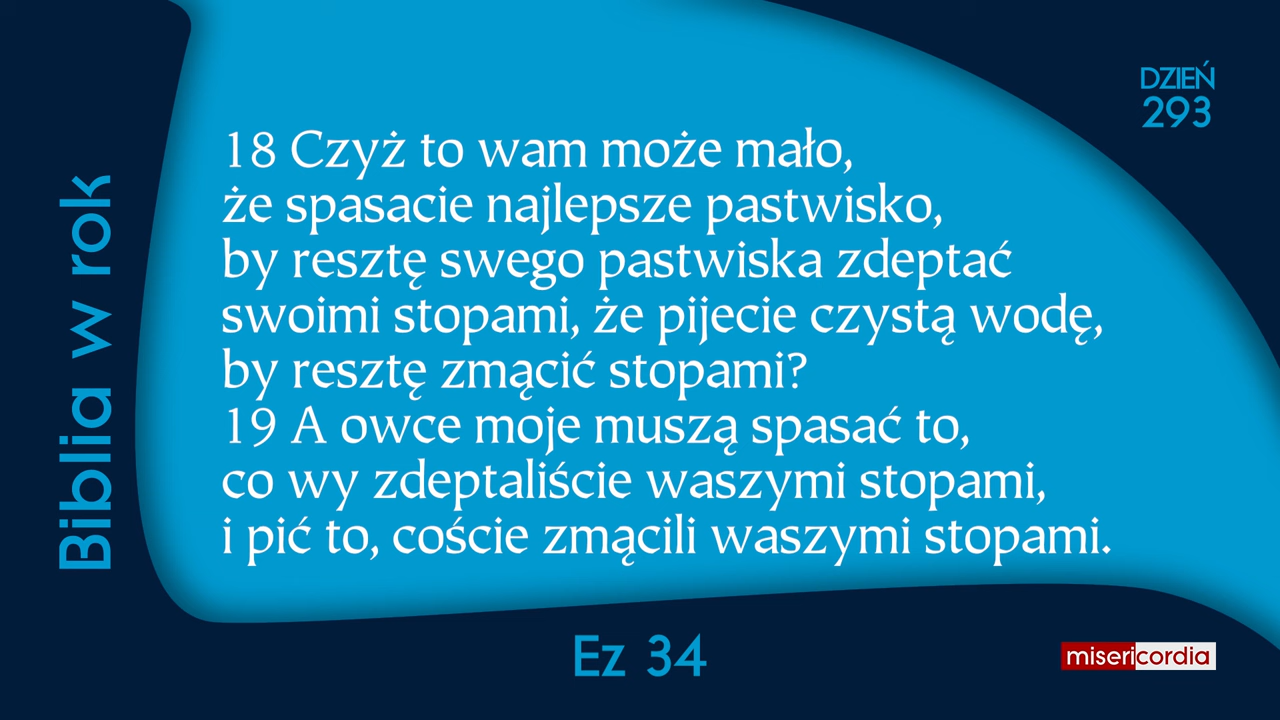 DZIEŃ
293
18 Czyż to wam może mało,
że spasacie najlepsze pastwisko,
by resztę swego pastwiska zdeptać
swoimi stopami, że pijecie czystą wodę,
by resztę zmącić stopami?
19 A owce moje muszą spasać to,
co wy zdeptaliście waszymi stopami,
i pić to, coście zmącili waszymi stopami.
Biblia w rok
Ez 34
misericordia